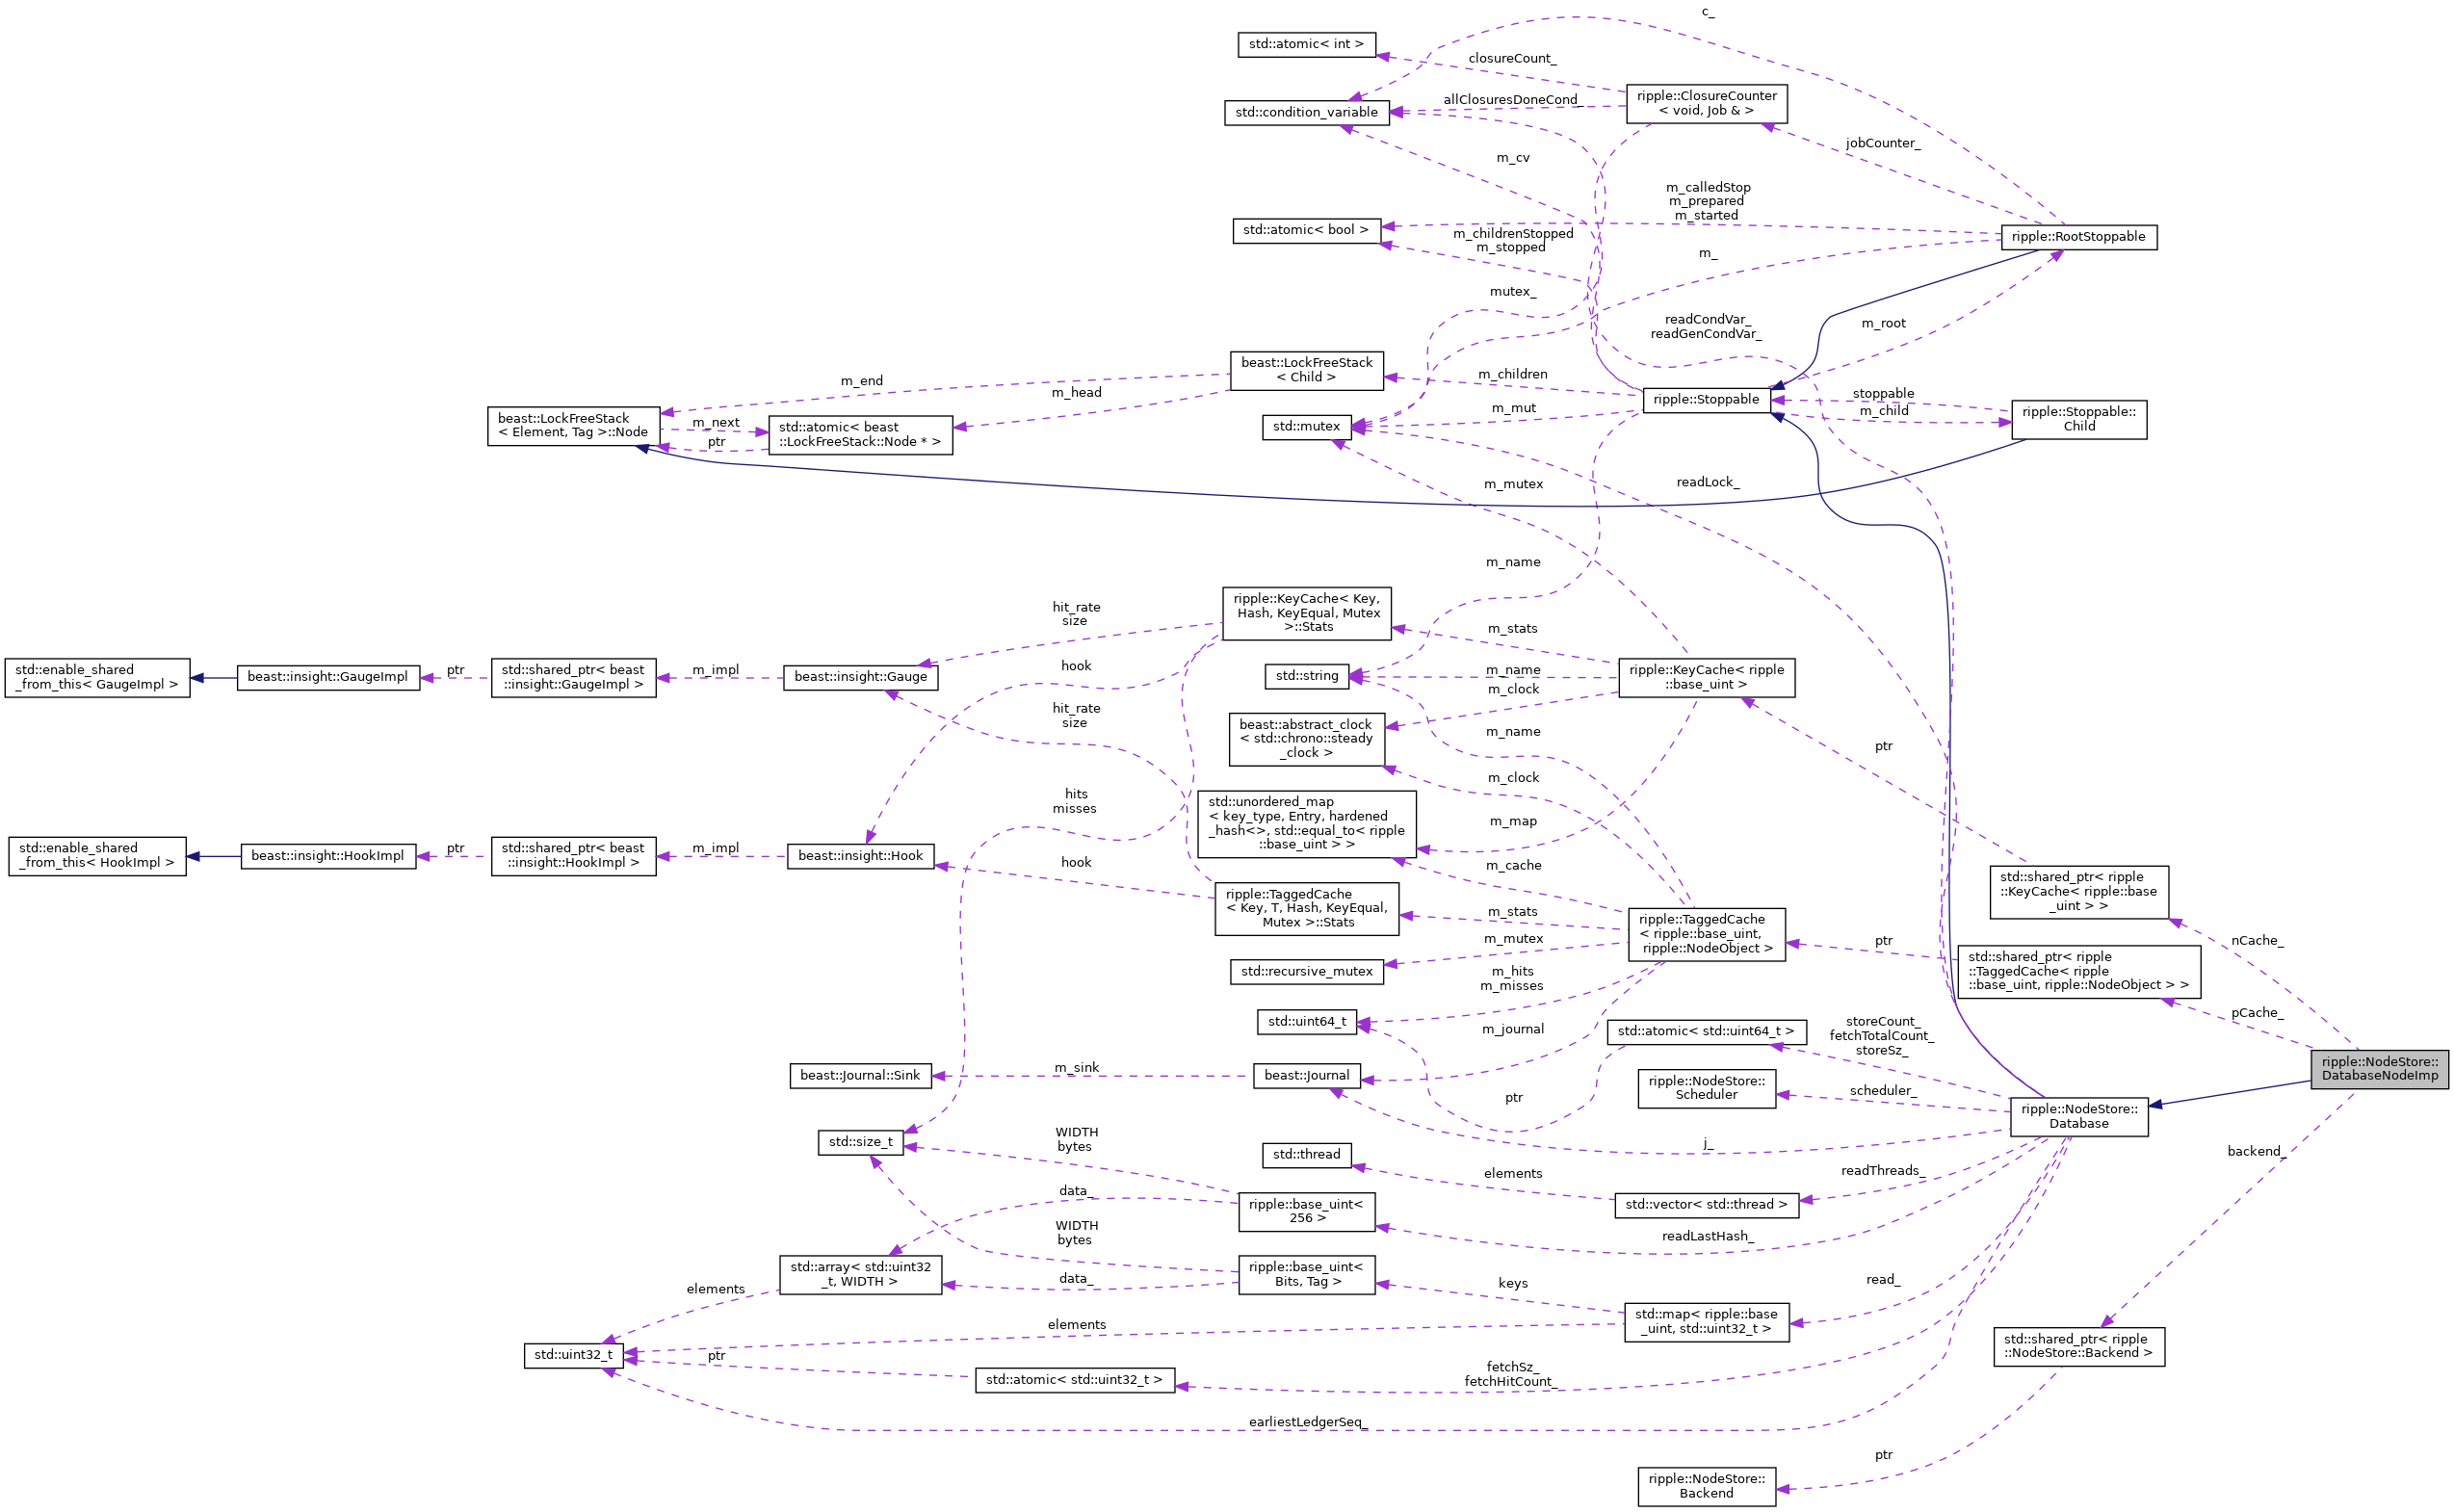 c_
std::atomic< int >
closureCount_
ripple::ClosureCounter
< void, Job & >
allClosuresDoneCond_
std::condition_variable
jobCounter_
m_cv
m_calledStop
m_prepared
m_started
std::atomic< bool >
m_childrenStopped
m_stopped
ripple::RootStoppable
m_
mutex_
readCondVar_
readGenCondVar_
m_root
beast::LockFreeStack
< Child >
m_end
m_children
m_head
ripple::Stoppable
stoppable
m_child
ripple::Stoppable::
Child
beast::LockFreeStack
< Element, Tag >::Node
m_next
ptr
std::atomic< beast
::LockFreeStack::Node * >
m_mut
std::mutex
m_mutex
readLock_
m_name
ripple::KeyCache< Key,
Hash, KeyEqual, Mutex
>::Stats
hit_rate
size
m_stats
hook
std::enable_shared
_from_this< GaugeImpl >
beast::insight::GaugeImpl
ptr
std::shared_ptr< beast
::insight::GaugeImpl >
m_impl
beast::insight::Gauge
std::string
m_name
m_clock
ripple::KeyCache< ripple
::base_uint >
hit_rate
size
beast::abstract_clock
< std::chrono::steady
_clock >
m_name
ptr
m_clock
hits
misses
std::unordered_map
< key_type, Entry, hardened
_hash<>, std::equal_to< ripple
::base_uint > >
m_map
std::enable_shared
_from_this< HookImpl >
beast::insight::HookImpl
ptr
std::shared_ptr< beast
::insight::HookImpl >
m_impl
beast::insight::Hook
hook
m_cache
std::shared_ptr< ripple
::KeyCache< ripple::base
_uint > >
ripple::TaggedCache
< Key, T, Hash, KeyEqual,
Mutex >::Stats
m_stats
ripple::TaggedCache
< ripple::base_uint,
ripple::NodeObject >
ptr
nCache_
m_mutex
std::recursive_mutex
m_hits
m_misses
std::shared_ptr< ripple
::TaggedCache< ripple
::base_uint, ripple::NodeObject > >
pCache_
std::uint64_t
m_journal
std::atomic< std::uint64_t >
storeCount_
fetchTotalCount_
storeSz_
beast::Journal::Sink
m_sink
beast::Journal
ripple::NodeStore::
Scheduler
scheduler_
ripple::NodeStore::
DatabaseNodeImp
ptr
ripple::NodeStore::
Database
std::size_t
WIDTH
bytes
j_
std::thread
elements
readThreads_
backend_
std::vector< std::thread >
data_
ripple::base_uint<
256 >
readLastHash_
WIDTH
bytes
std::array< std::uint32
_t, WIDTH >
data_
ripple::base_uint<
Bits, Tag >
keys
read_
elements
elements
std::map< ripple::base
_uint, std::uint32_t >
std::uint32_t
ptr
std::atomic< std::uint32_t >
fetchSz_
fetchHitCount_
std::shared_ptr< ripple
::NodeStore::Backend >
earliestLedgerSeq_
ptr
ripple::NodeStore::
Backend